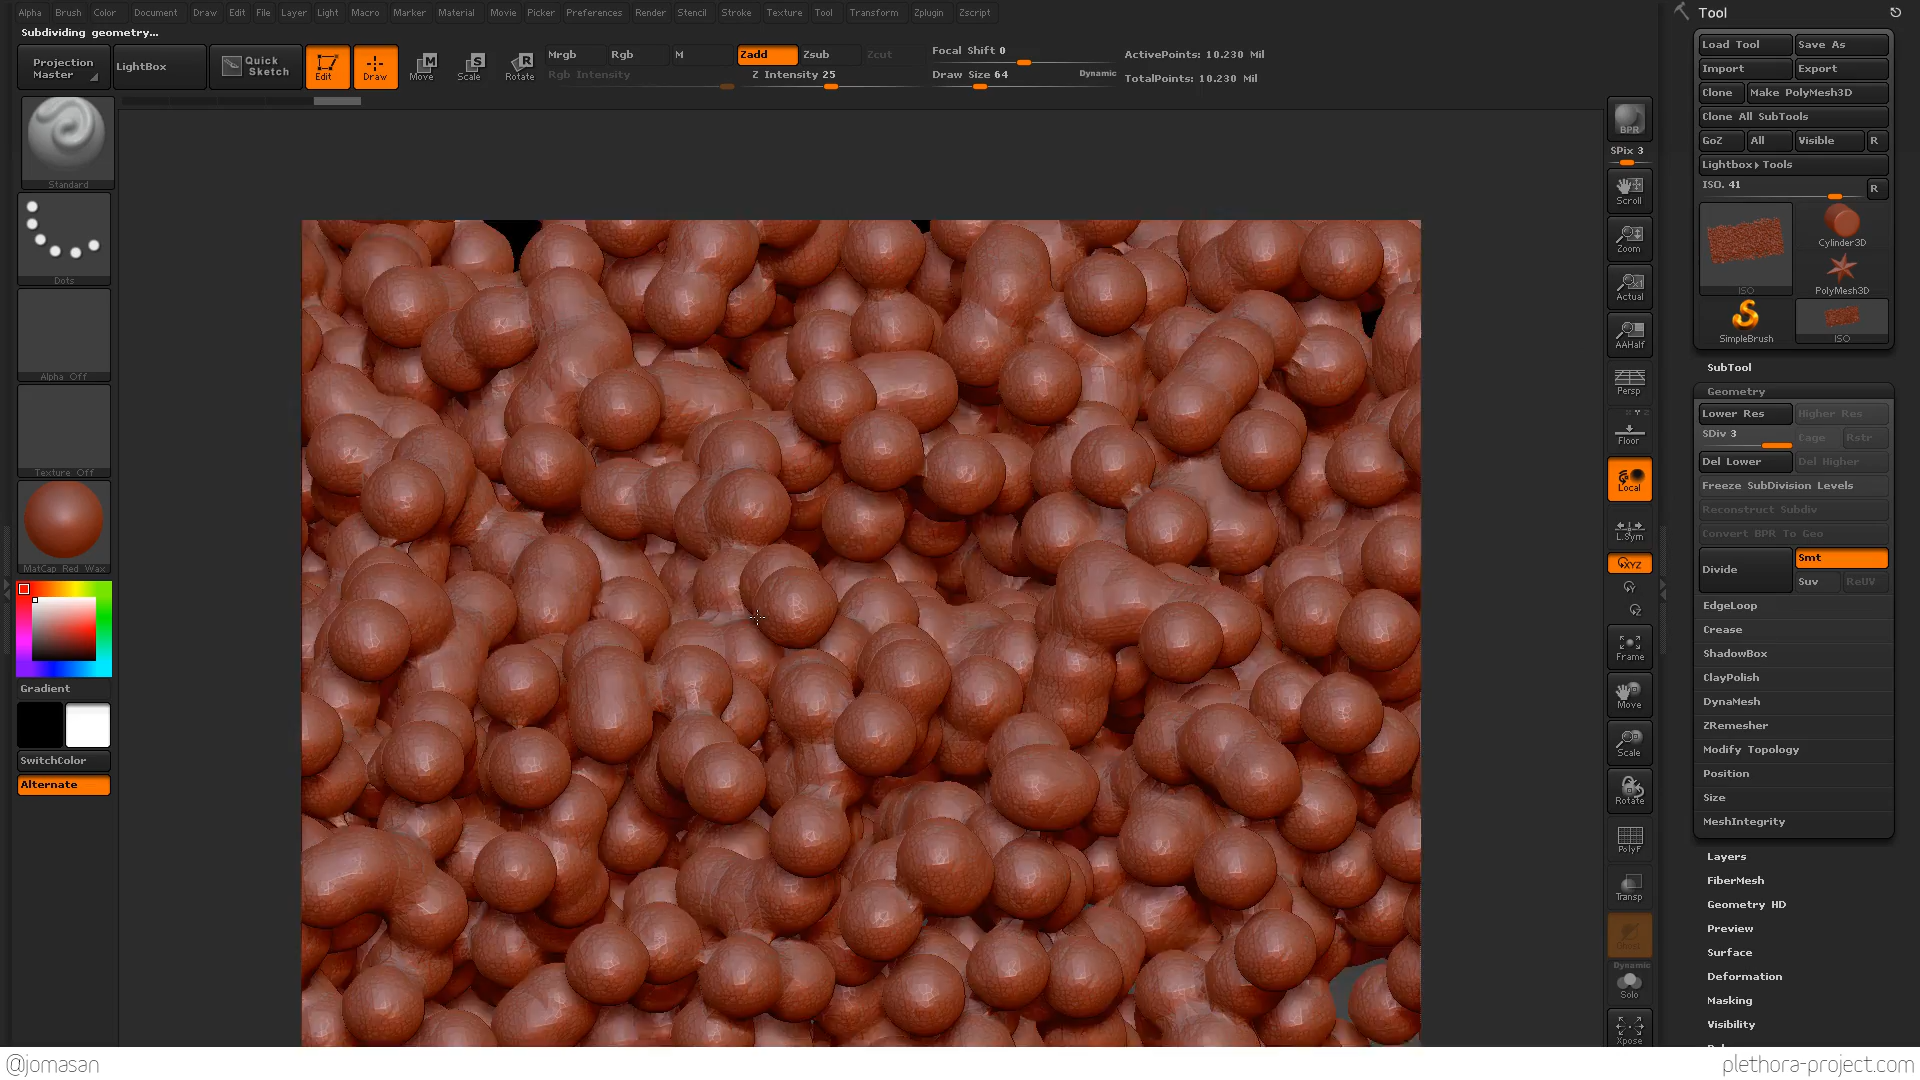 Alpha Brush Color Document Draw Edit File Layer Light Macro Marker Material Movie Picker Preferences Render Stencil Stroke Texture Tool Transform Zplugin Zscript
Subdividing geometry...
Projection Master
LightBox
Quick Sketch
Edit
Draw
Move
Scale
Rotate
Mrgb Rgb M
Rgb Intensity
Zadd Zsub Zcut
Z Intensity 25
Focal Shift 0
Draw Size 64
Dynamic
ActivePoints: 10.230 Mil
TotalPoints: 10.230 Mil
Standard
Dots
Alpha Off
Texture Off
MatCap Red Wax
Gradient
SwitchColor
Alternate
BPR
SPix 3
Scroll
Zoom
Actual
AAHalf
Persp
Floor
Local
L.Sym
XYZ
Y
Z
Frame
Move
Scale
Rotate
PolyF
Transp
Ghost
Dynamic
Solo
Xpose
Tool
Load Tool Save As
Import Export
Clone Make PolyMesh3D
Clone All SubTools
GoZ All Visible R
Lightbox▸Tools
ISO. 41 R
ISO
Cylinder3D
PolyMesh3D
SimpleBrush
ISO
SubTool
Geometry
Lower Res Higher Res
SDiv 3 Cage Rstr
Del Lower Del Higher
Freeze SubDivision Levels
Reconstruct Subdiv
Convert BPR To Geo
Divide Smt
Suv ReUV
EdgeLoop
Crease
ShadowBox
ClayPolish
DynaMesh
ZRemesher
Modify Topology
Position
Size
MeshIntegrity
Layers
FiberMesh
Geometry HD
Preview
Surface
Deformation
Masking
Visibility
@jomasan
plethora-project.com